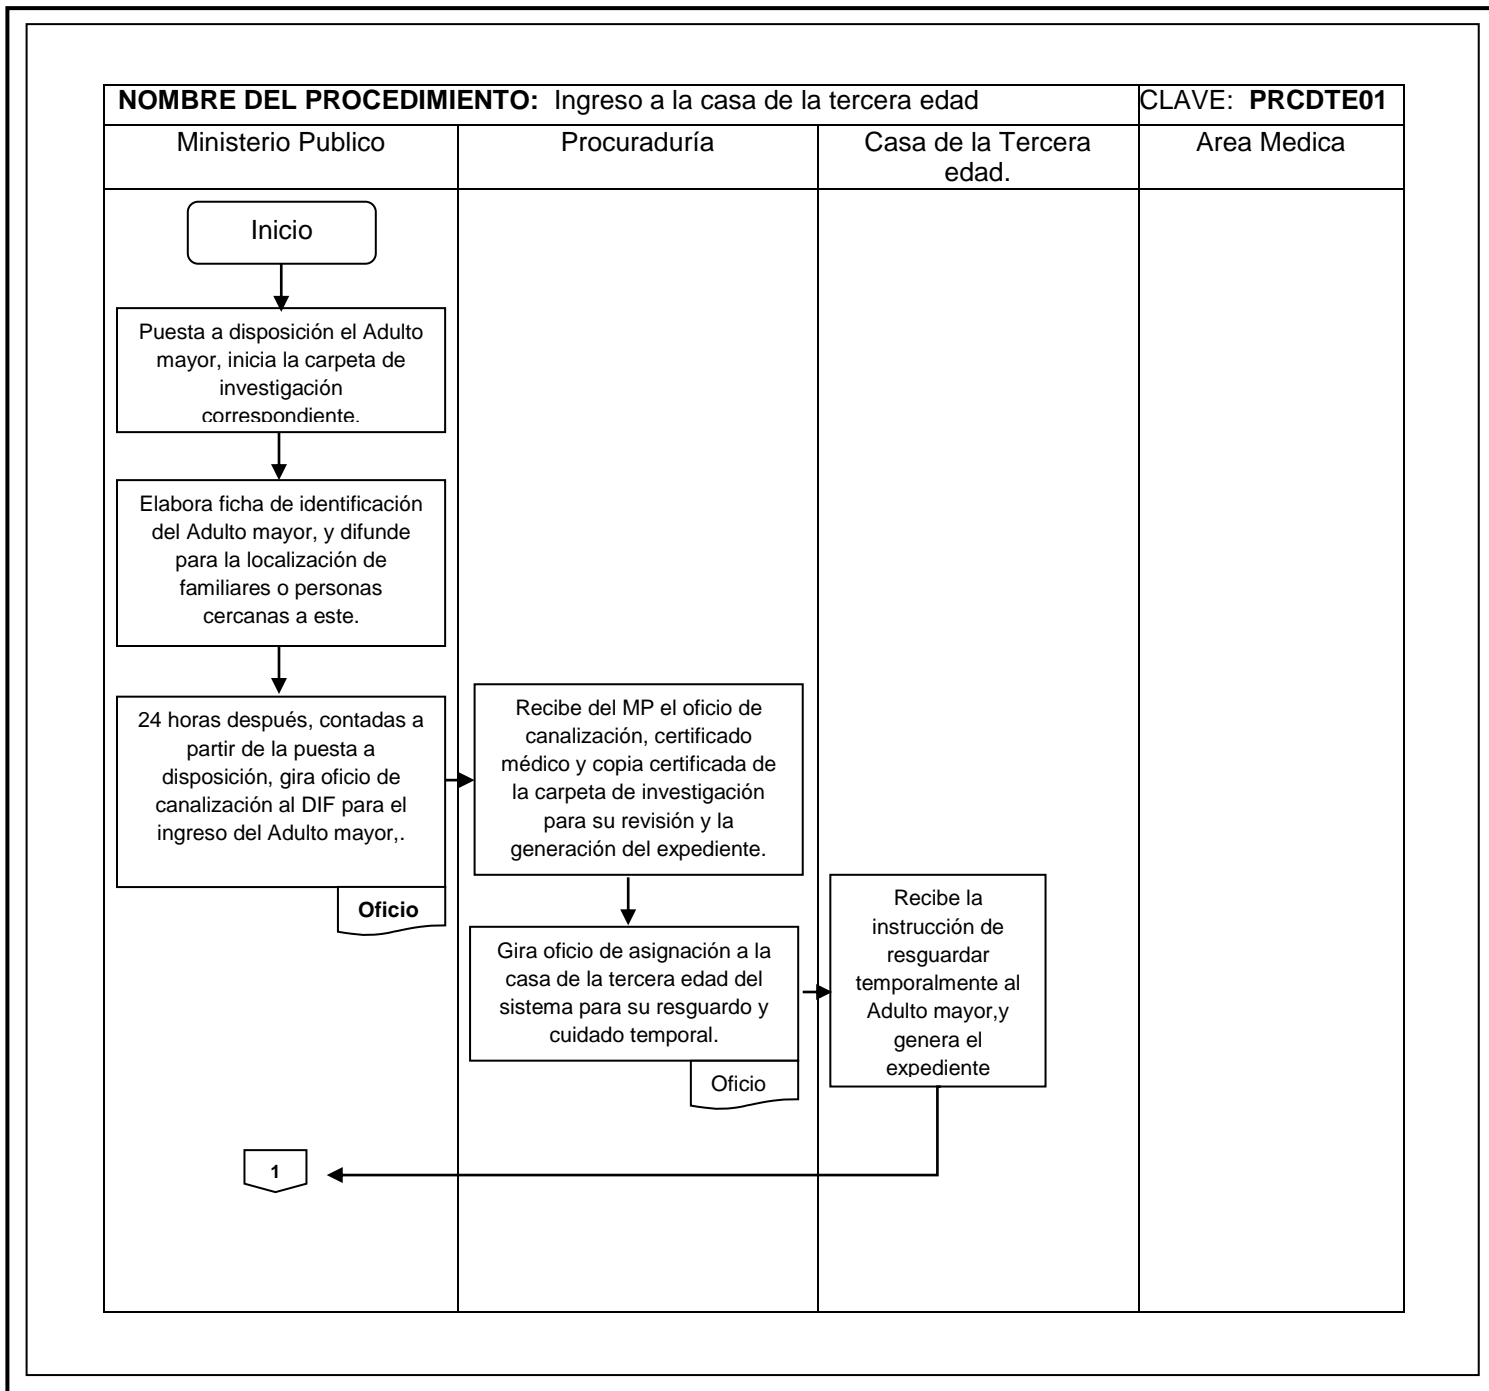 NOMBRE DEL PROCEDIMIENTO: Ingreso a la casa de la tercera edad
CLAVE: PRCDTE01
Ministerio Publico
Procuraduría
Casa de la Tercera
edad.
Area Medica
Inicio
Puesta a disposición el Adulto
mayor, inicia la carpeta de
investigación
correspondiente.
Elabora ficha de identificación
del Adulto mayor, y difunde
para la localización de
familiares o personas
cercanas a este.
24 horas después, contadas a
partir de la puesta a
disposición, gira oficio de
canalización al DIF para el
ingreso del Adulto mayor,.
Oficio
Recibe del MP el oficio de
canalización, certificado
médico y copia certificada de
la carpeta de investigación
para su revisión y la
generación del expediente.
Gira oficio de asignación a la
casa de la tercera edad del
sistema para su resguardo y
cuidado temporal.
Oficio
Recibe la
instrucción de
resguardar
temporalmente al
Adulto mayor,y
genera el
expediente
1